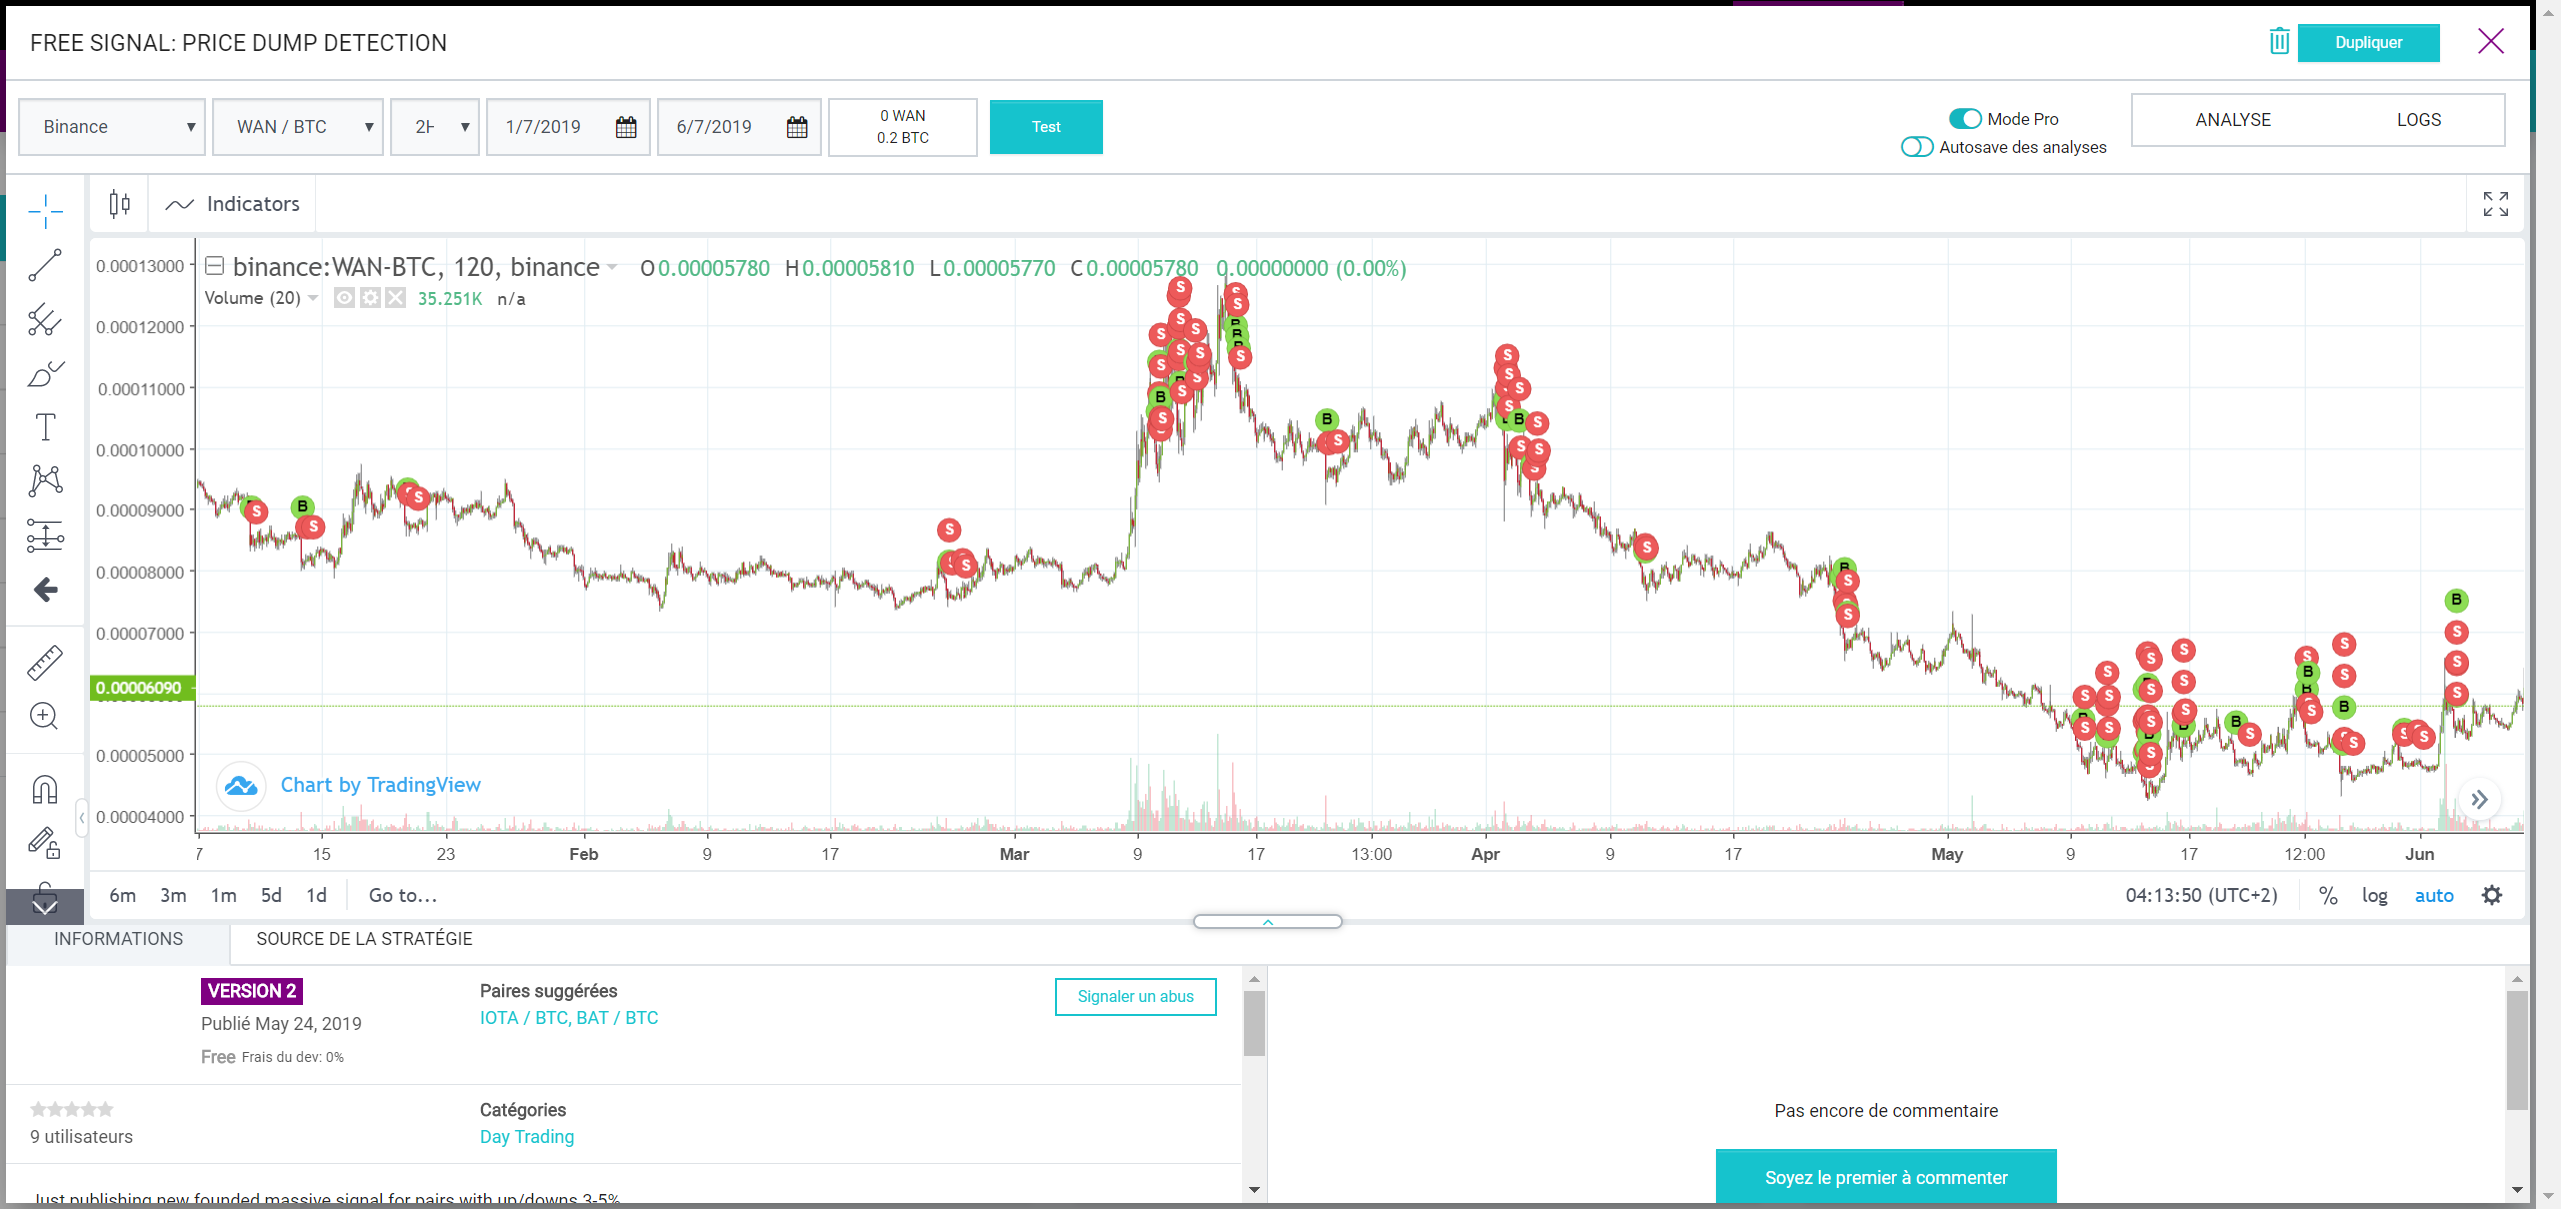 FREE SIGNAL: PRICE DUMP DETECTION
Dupliquer
Binance
WAN / BTC
2H
1/7/2019
6/7/2019
0 WAN
0.2 BTC
Test
Mode Pro
Autosave des analyses
ANALYSE
LOGS
Indicators
binance:WAN-BTC, 120, binance O0.00005780 H0.00005810 L0.00005770 C0.00005780 0.00000000 (0.00%)
Volume (20) 35.251K n/a
0.00013000
0.00012000
0.00011000
0.00010000
0.00009000
0.00008000
0.00007000
0.00006090
0.00005000
0.00004000
Chart by TradingView
7 15 23 Feb 9 17 Mar 9 17 13:00 Apr 9 17 May 9 17 12:00 Jun
6m 3m 1m 5d 1d Go to...
04:13:50 (UTC+2) % log auto
INFORMATIONS
SOURCE DE LA STRATÉGIE
VERSION 2
Publié May 24, 2019
Free Frais du dev: 0%
Paires suggérées
IOTA / BTC, BAT / BTC
Signaler un abus
9 utilisateurs
Catégories
Day Trading
Just publishing new founded massive signal for pairs with up/downs 3-5%
Pas encore de commentaire
Soyez le premier à commenter